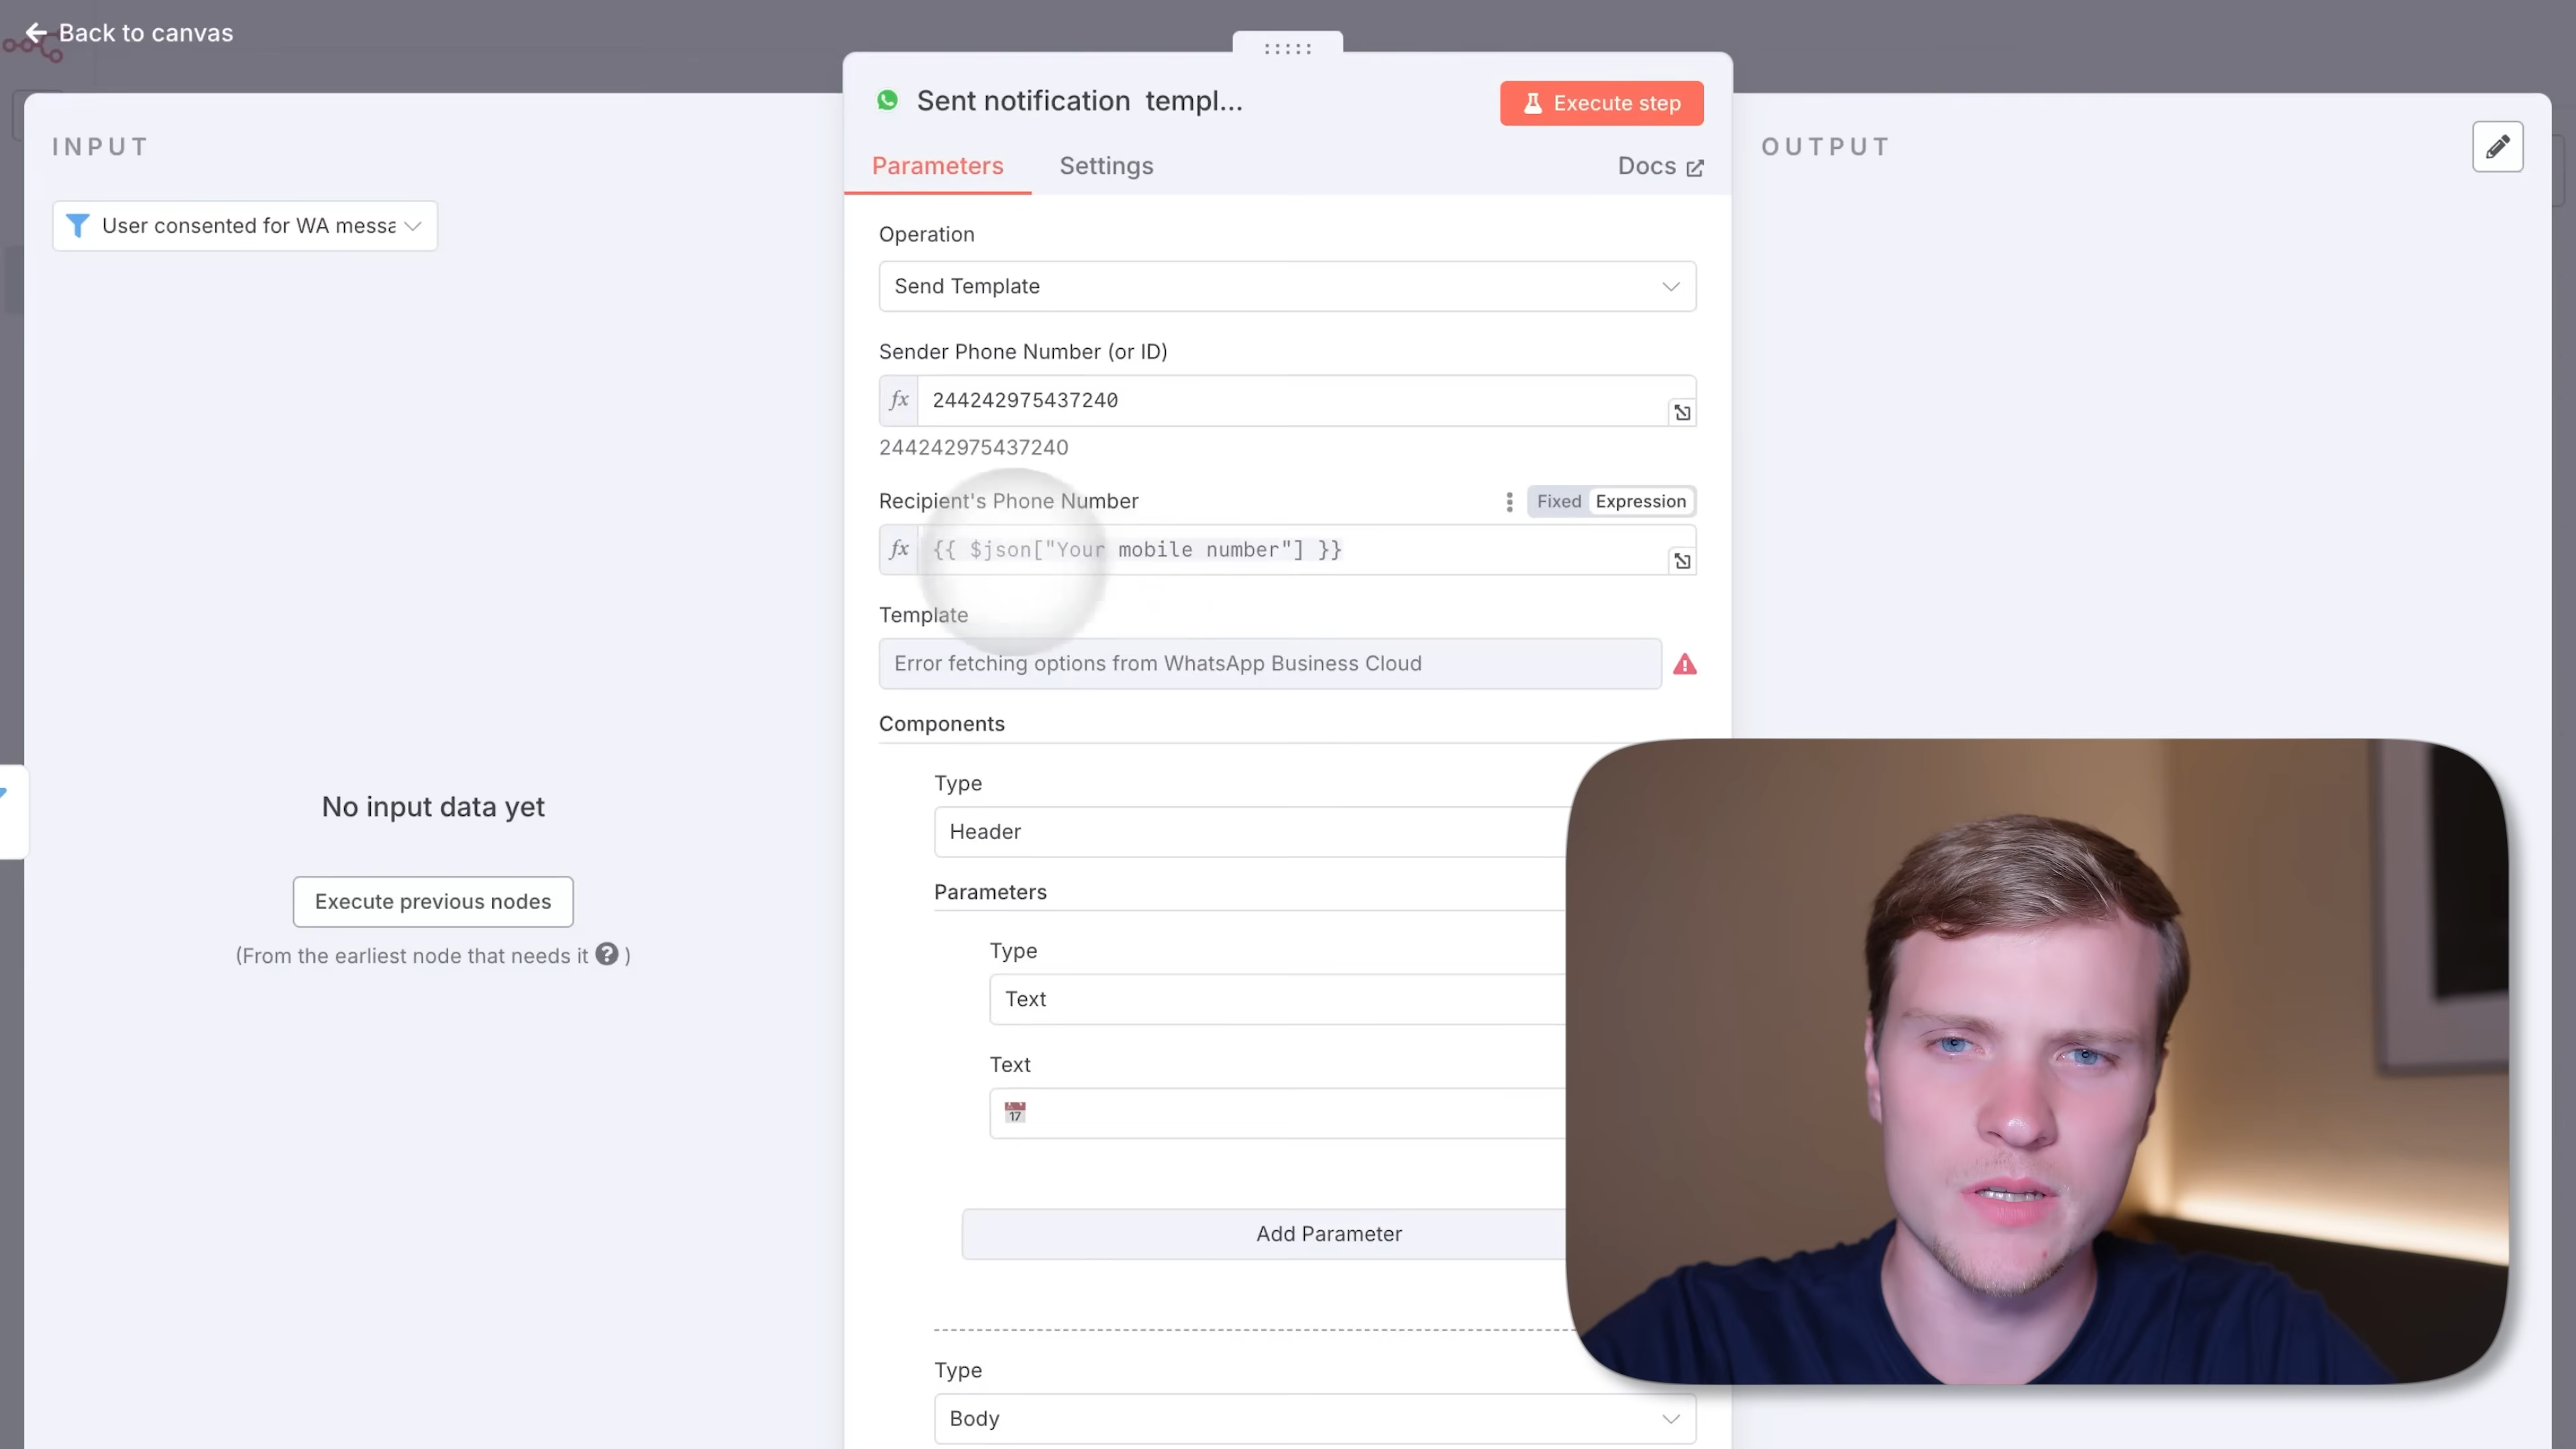 Back to canvas
INPUT
User consented for WA messa
No input data yet
Execute previous nodes
(From the earliest node that needs it ? )
Sent notification templ...
Execute step
Parameters
Settings
Docs
Operation
Send Template
Sender Phone Number (or ID)
fx 244242975437240
244242975437240
Recipient's Phone Number
Fixed Expression
fx {{ $json["Your mobile number"] }}
Template
Error fetching options from WhatsApp Business Cloud
Components
Type
Header
Parameters
Type
Text
Text
17
Add Parameter
Type
Body
OUTPUT